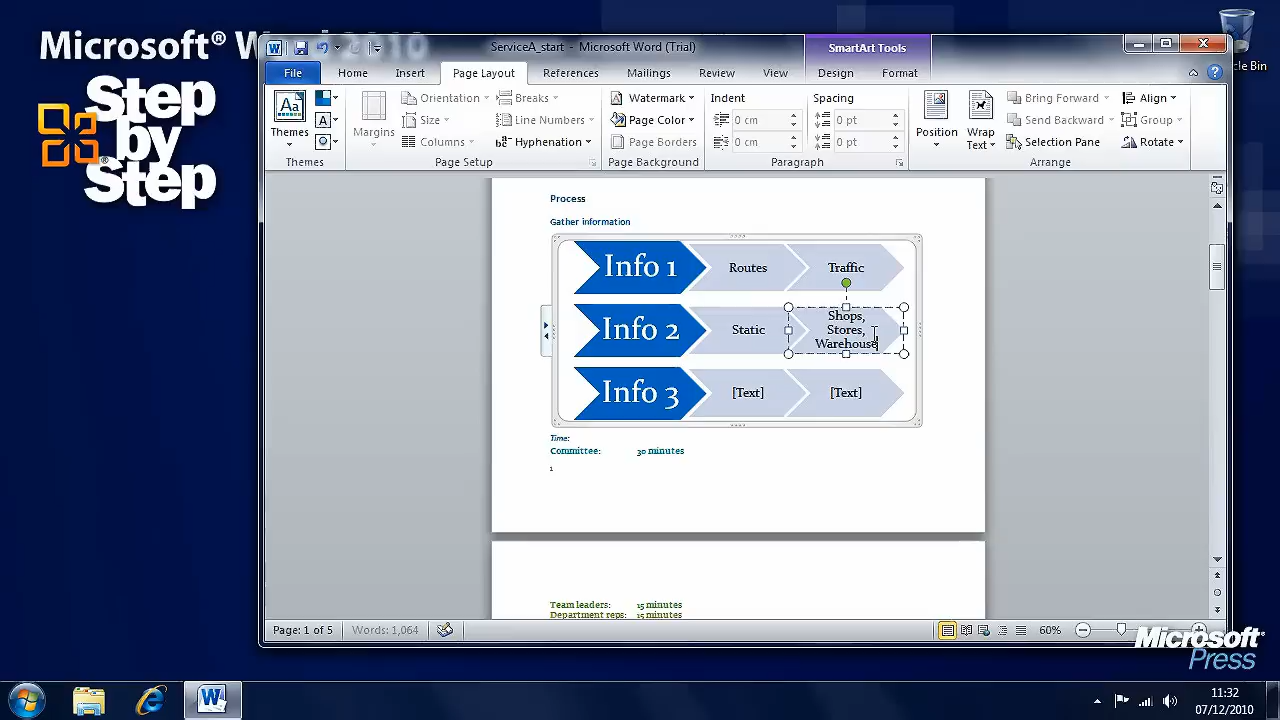 Microsoft® Word 2010
Step
by
Step
®
ServiceA_start - Microsoft Word (Trial)
SmartArt Tools
File
Home
Insert
Page Layout
References
Mailings
Review
View
Design
Format
Themes
Margins
Orientation
Size
Columns
Breaks
Line Numbers
Hyphenation
Watermark
Page Color
Page Borders
Indent
0 cm
0 cm
Spacing
0 pt
0 pt
Position
Wrap
Text
Bring Forward
Send Backward
Selection Pane
Align
Group
Rotate
Themes
Page Setup
Page Background
Paragraph
Arrange
Process
Gather information
Info 1
Routes
Traffic
Info 2
Static
Shops,
Stores,
Warehouse
Info 3
[Text]
[Text]
Time:
Committee: 30 minutes
1
Team leaders: 15 minutes
Department reps: 15 minutes
Page: 1 of 5
Words: 1,064
60%
Microsoft®
Press
cle Bin
11:32
07/12/2010